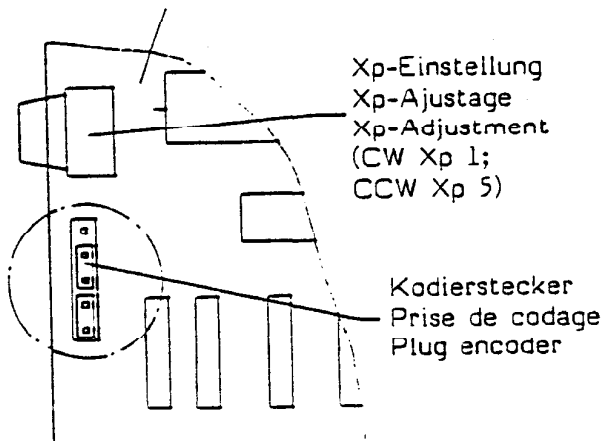 Xp-Einstellung
Xp-Ajustage
Xp-Adjustment
(CW Xp 1;
CCW Xp 5)
Kodierstecker
Prise de codage
Plug encoder